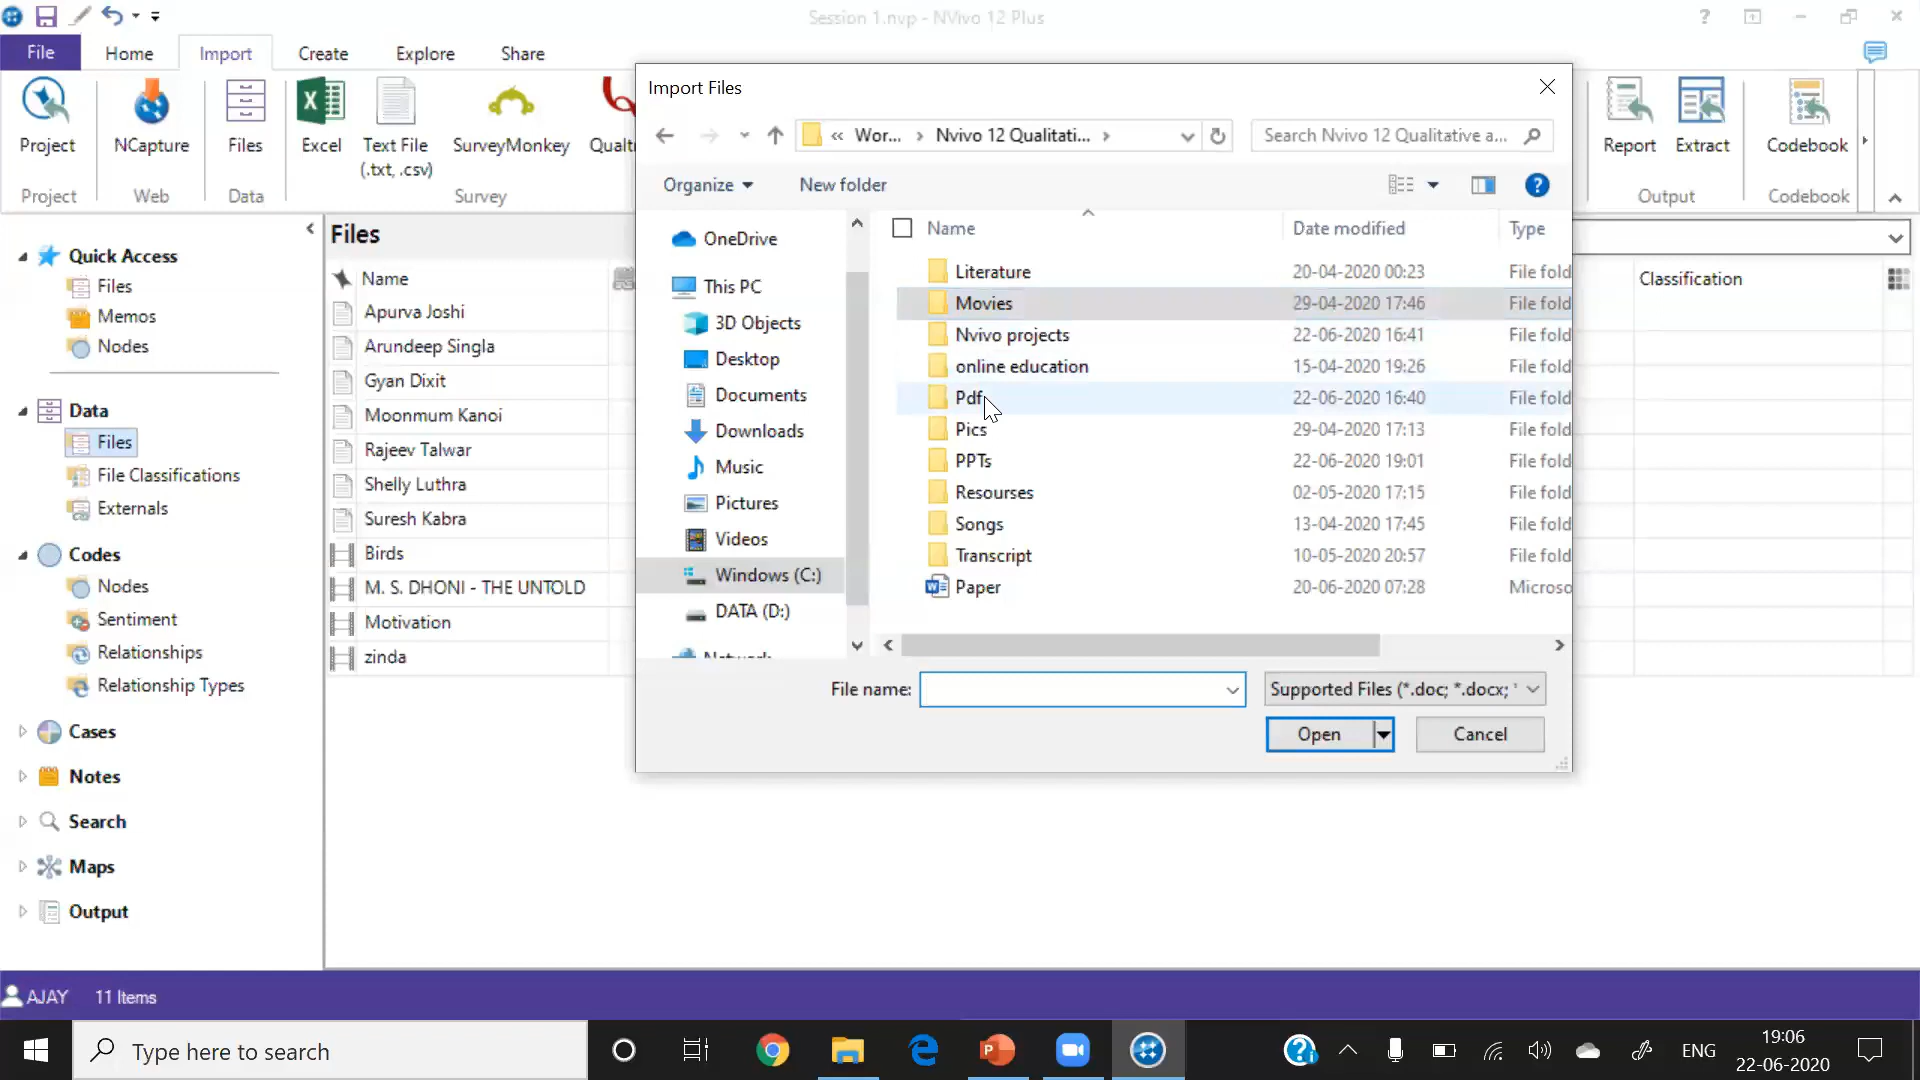 Session 1.nvp - NVivo 12 Plus
File Home Import Create Explore Share
Project NCapture Files Excel Text File (.txt, .csv) SurveyMonkey Qualt
Project Web Data Survey
Report Extract Codebook
Output Codebook
Import Files
« Wor... › Nvivo 12 Qualitati... ›
Search Nvivo 12 Qualitative a...
Organize New folder
Quick Access
Files
Memos
Nodes
Data
Files
File Classifications
Externals
Codes
Nodes
Sentiment
Relationships
Relationship Types
Cases
Notes
Search
Maps
Output
Files
Name
Apurva Joshi
Arundeep Singla
Gyan Dixit
Moonmum Kanoi
Rajeev Talwar
Shelly Luthra
Suresh Kabra
Birds
M. S. DHONI - THE UNTOLD
Motivation
zinda
OneDrive
This PC
3D Objects
Desktop
Documents
Downloads
Music
Pictures
Videos
Windows (C:)
DATA (D:)
Name Date modified Type
Literature 20-04-2020 00:23 File fold
Movies 29-04-2020 17:46 File fold
Nvivo projects 22-06-2020 16:41 File fold
online education 15-04-2020 19:26 File fold
Pdf 22-06-2020 16:40 File fold
Pics 29-04-2020 17:13 File fold
PPTs 22-06-2020 19:01 File fold
Resourses 02-05-2020 17:15 File fold
Songs 13-04-2020 17:45 File fold
Transcript 10-05-2020 20:57 File fold
Paper 20-06-2020 07:28 Microso
File name: Supported Files (*.doc; *.docx; '
Open Cancel
Classification
AJAY 11 Items
Type here to search
ENG
19:06
22-06-2020